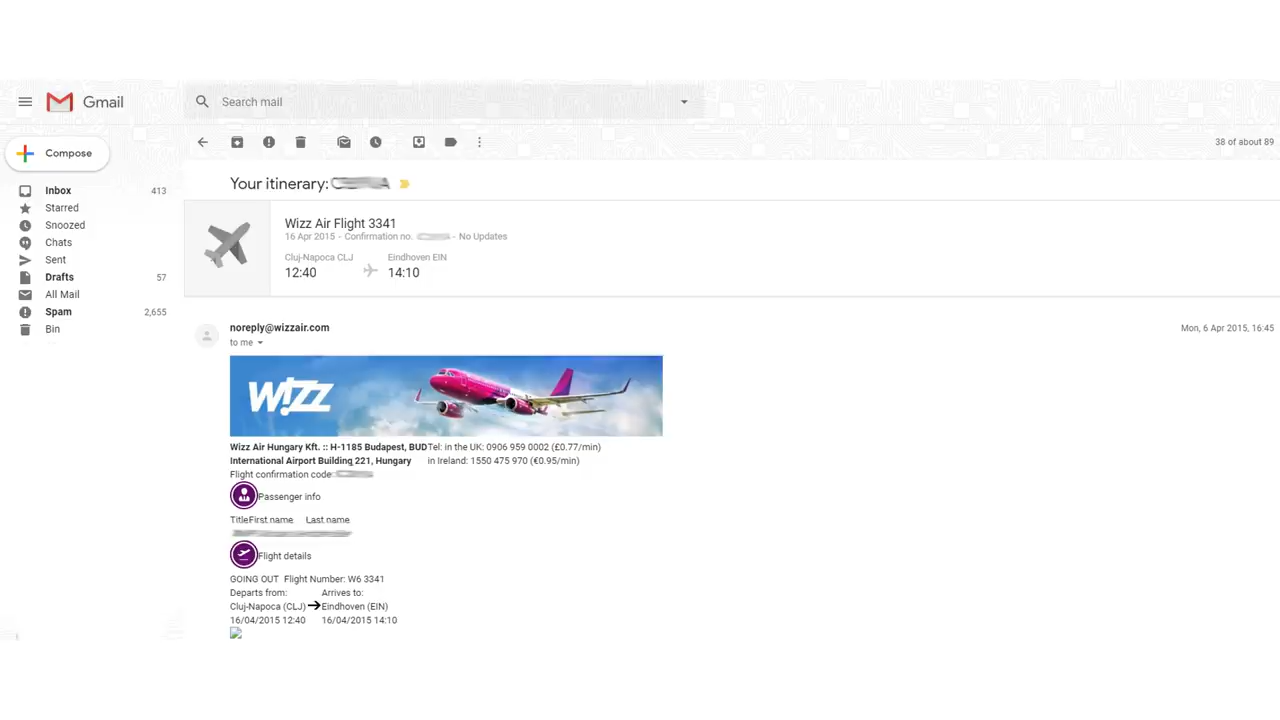 Gmail
Search mail
Compose
38 of about 89
Inbox 413
Starred
Snoozed
Chats
Sent
Drafts 57
All Mail
Spam 2,655
Bin
Your itinerary:
Wizz Air Flight 3341
16 Apr 2015 - Confirmation no. - No Updates
Cluj-Napoca CLJ Eindhoven EIN
12:40 14:10
noreply@wizzair.com Mon, 6 Apr 2015, 16:45
to me
W!ZZ
Wizz Air Hungary Kft. :: H-1185 Budapest, BUD Tel: in the UK: 0906 959 0002 (£0.77/min)
International Airport Building 221, Hungary in Ireland: 1550 475 970 (€0.95/min)
Flight confirmation code:
Passenger info
TitleFirst name Last name
Flight details
GOING OUT Flight Number: W6 3341
Departs from: Arrives to:
Cluj-Napoca (CLJ) Eindhoven (EIN)
16/04/2015 12:40 16/04/2015 14:10